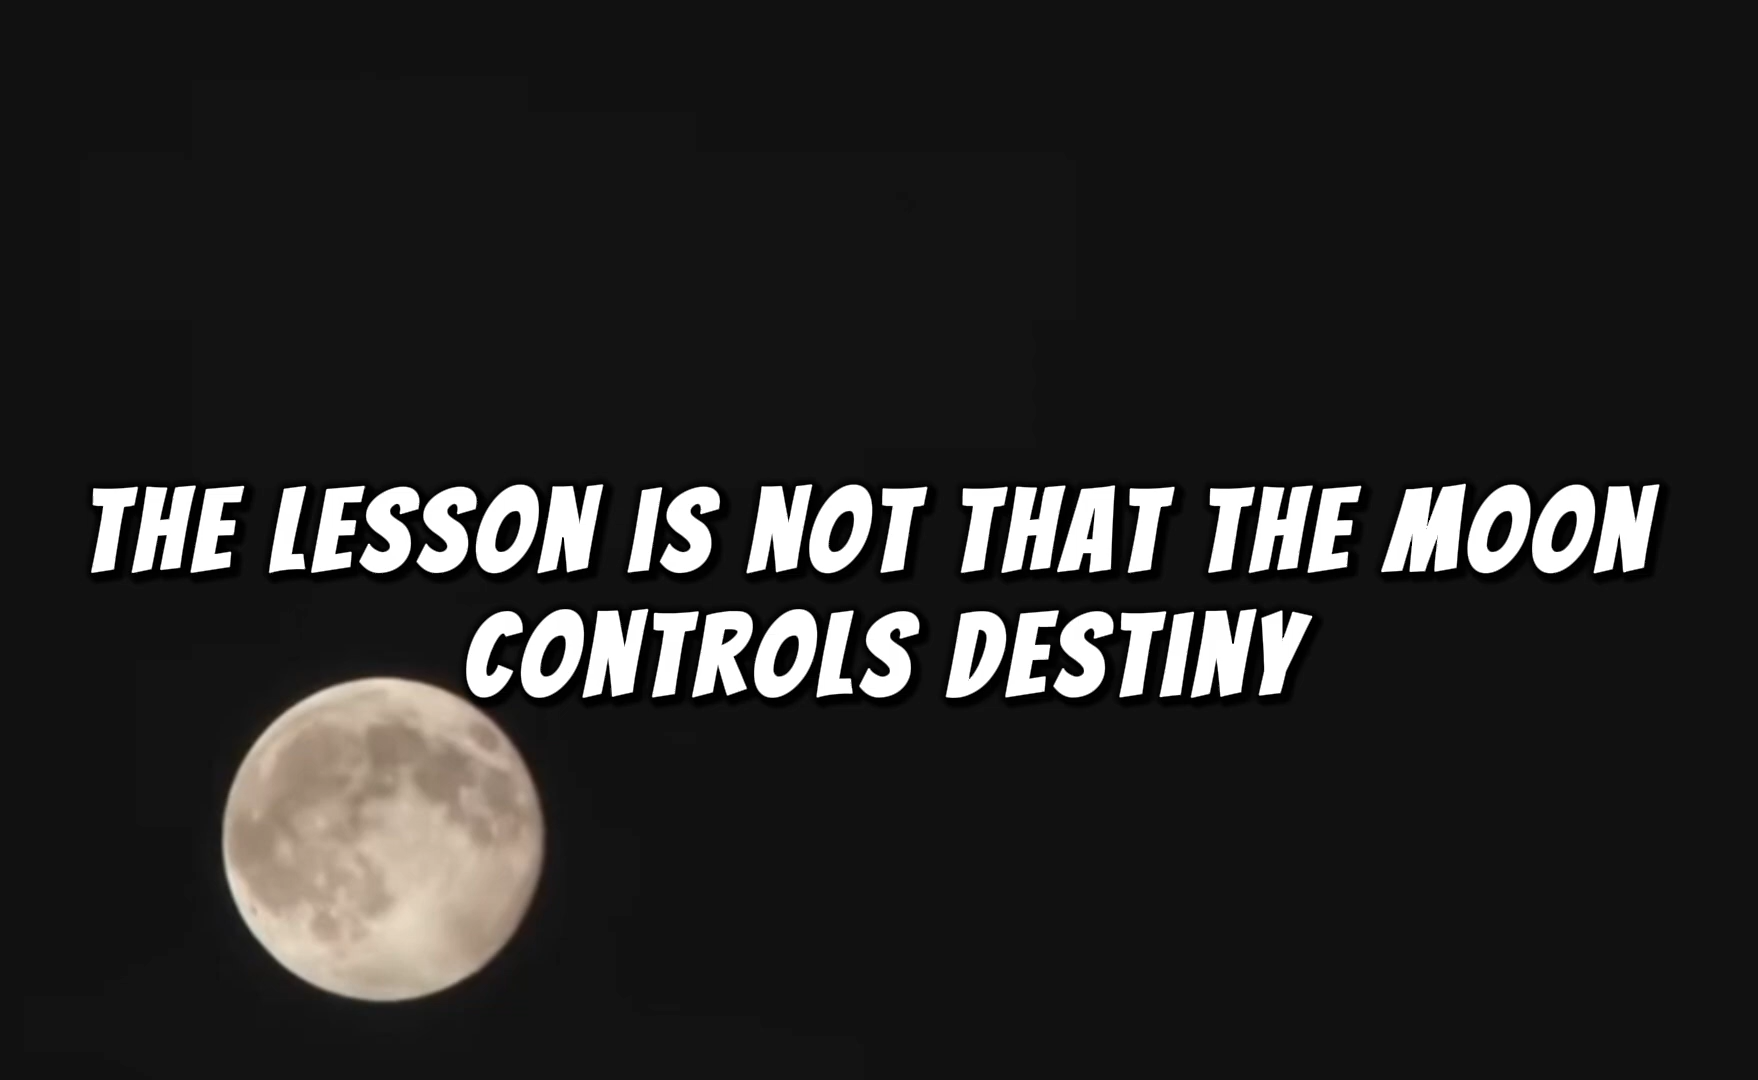 THE LESSON IS NOT THAT THE MOON
CONTROLS DESTINY